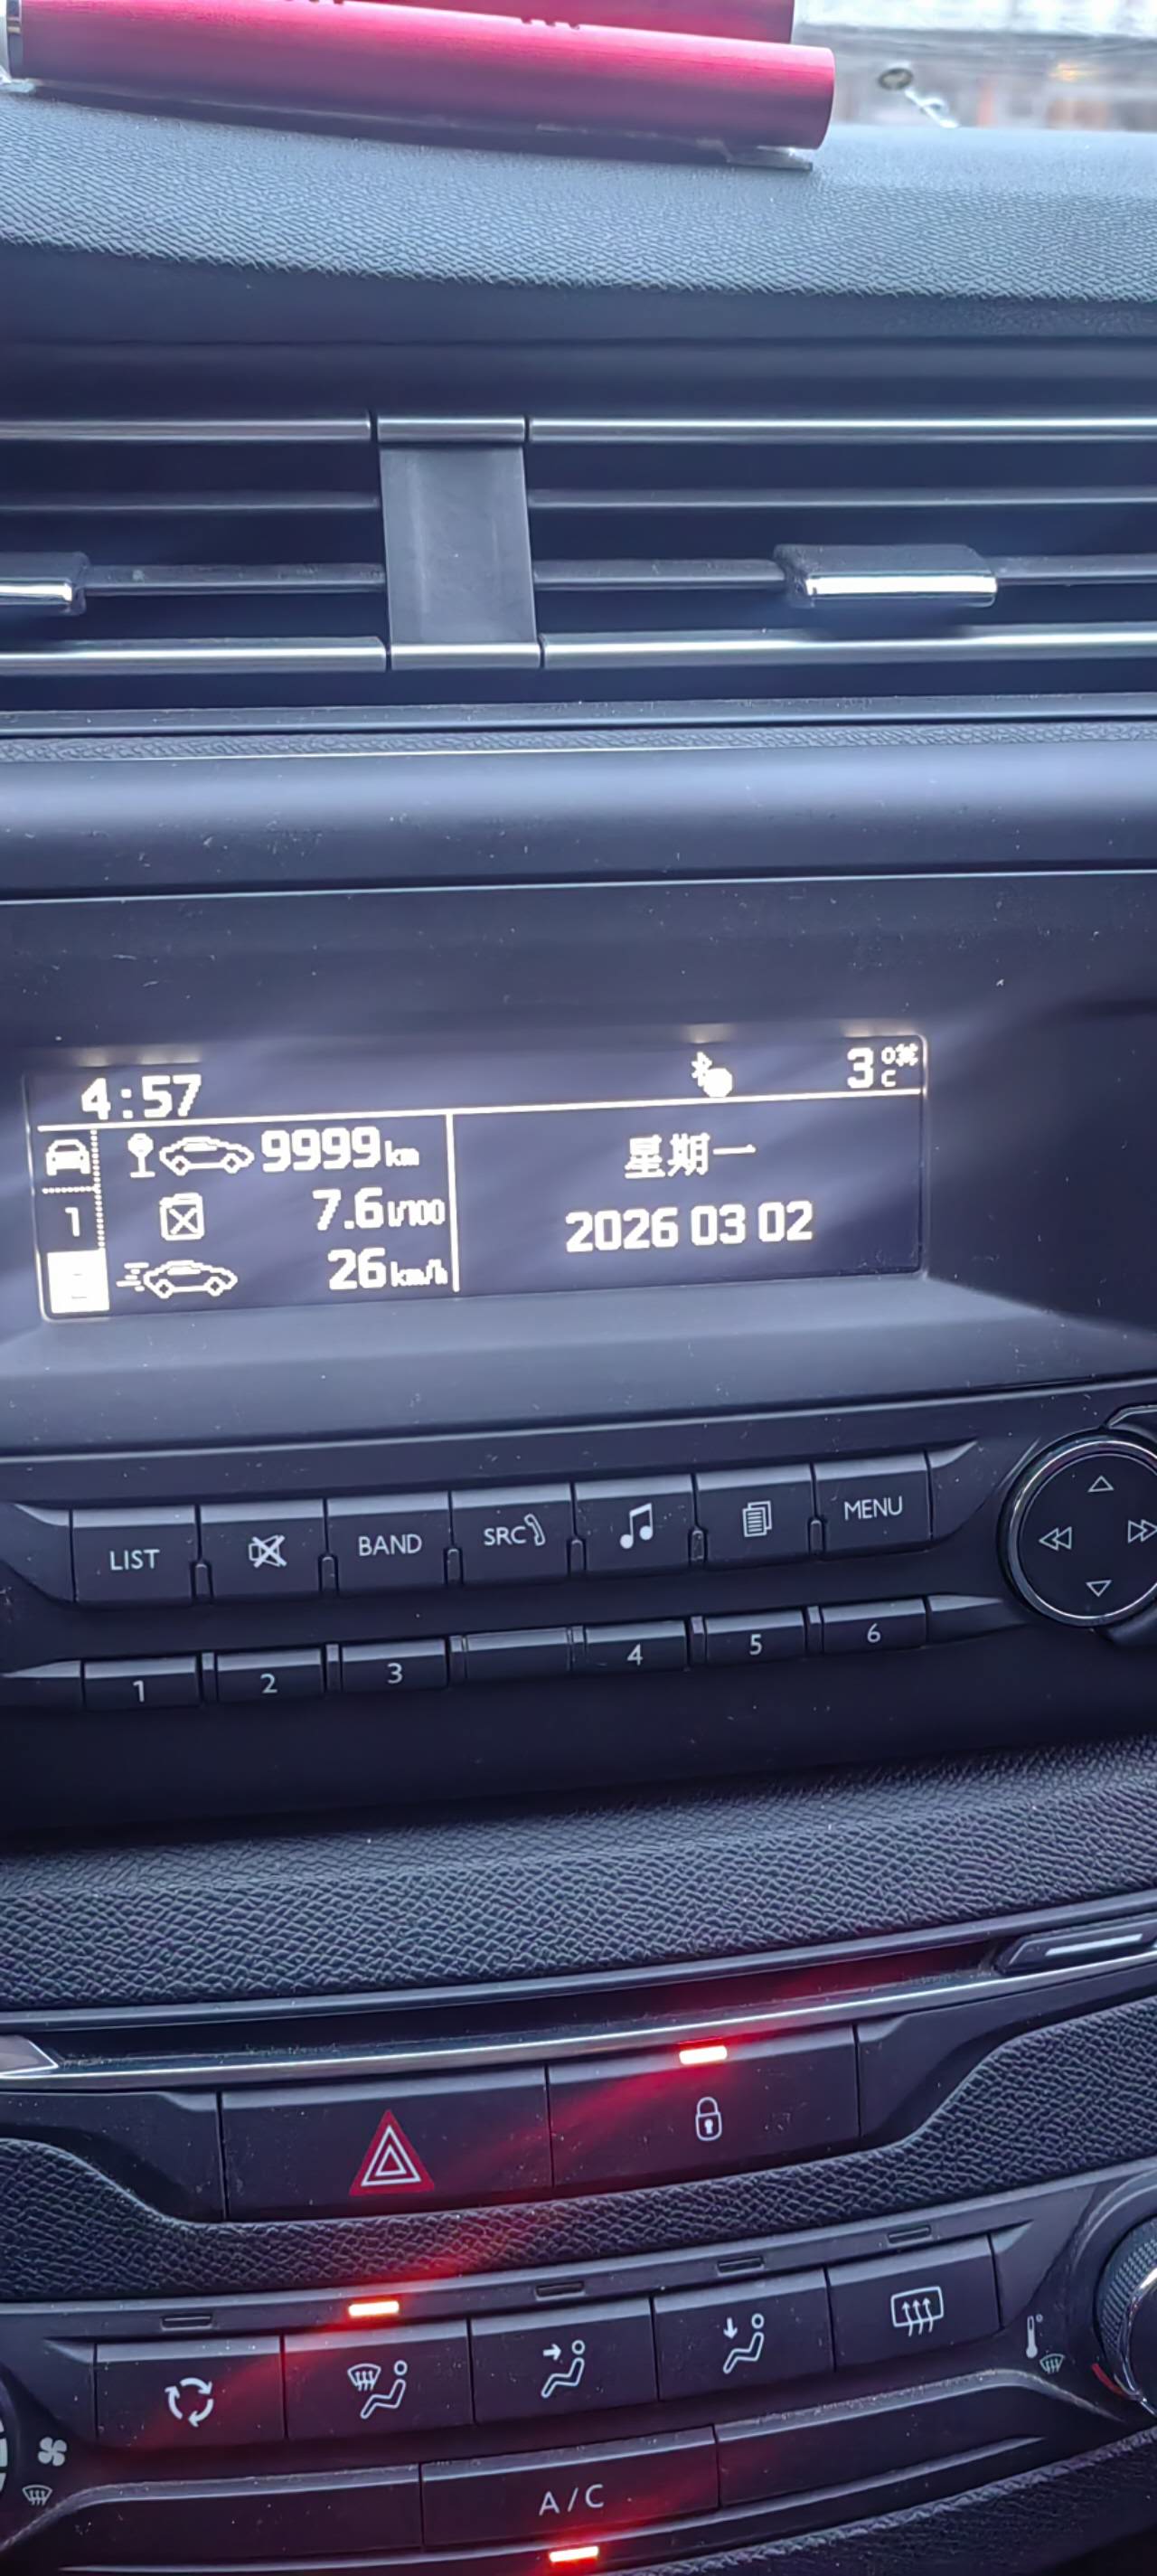 4:57
3°C
9999 km
7.6 l/100
26 km/h
1
星期一
2026 03 02
LIST
BAND
SRC
MENU
1
2
3
4
5
6
A/C